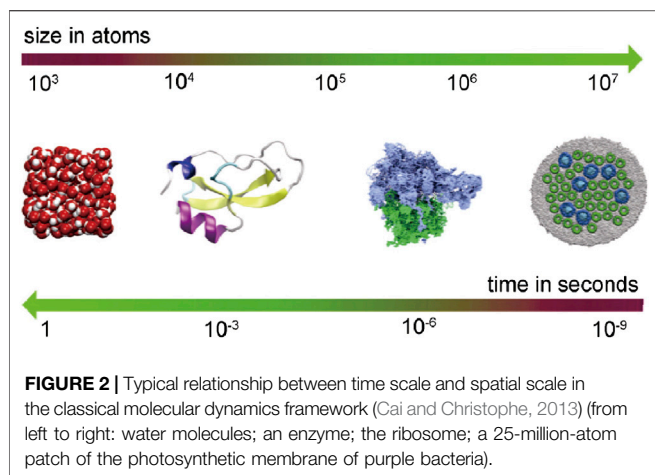 size in atoms
10³ 10⁴ 10⁵ 10⁶ 10⁷
time in seconds
1 10⁻³ 10⁻⁶ 10⁻⁹
FIGURE 2 | Typical relationship between time scale and spatial scale in
the classical molecular dynamics framework (Cai and Christophe, 2013) (from
left to right: water molecules; an enzyme; the ribosome; a 25-million-atom
patch of the photosynthetic membrane of purple bacteria).